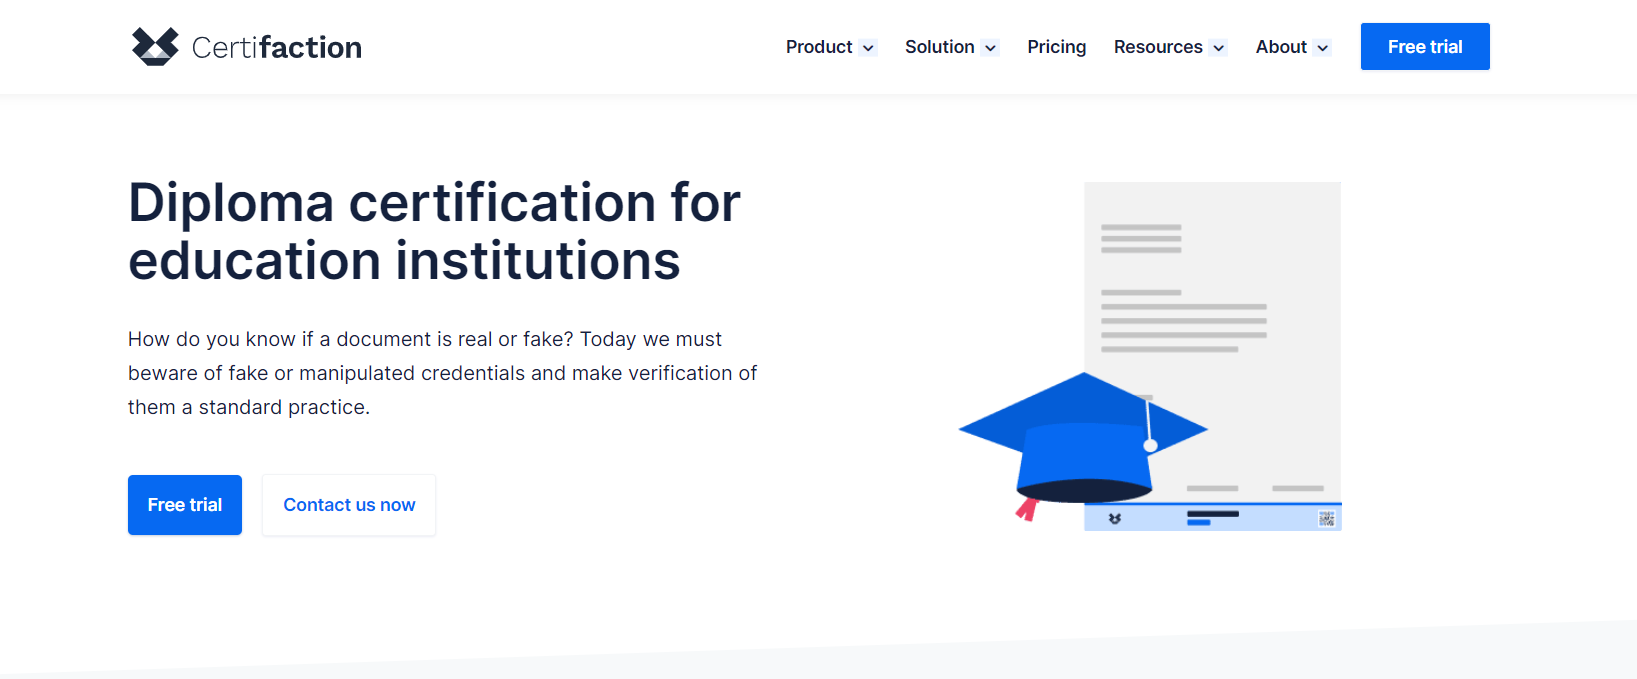 Certifaction
Product
Solution
Pricing
Resources
About
Free trial
Diploma certification for
education institutions
How do you know if a document is real or fake? Today we must
beware of fake or manipulated credentials and make verification of
them a standard practice.
Free trial
Contact us now